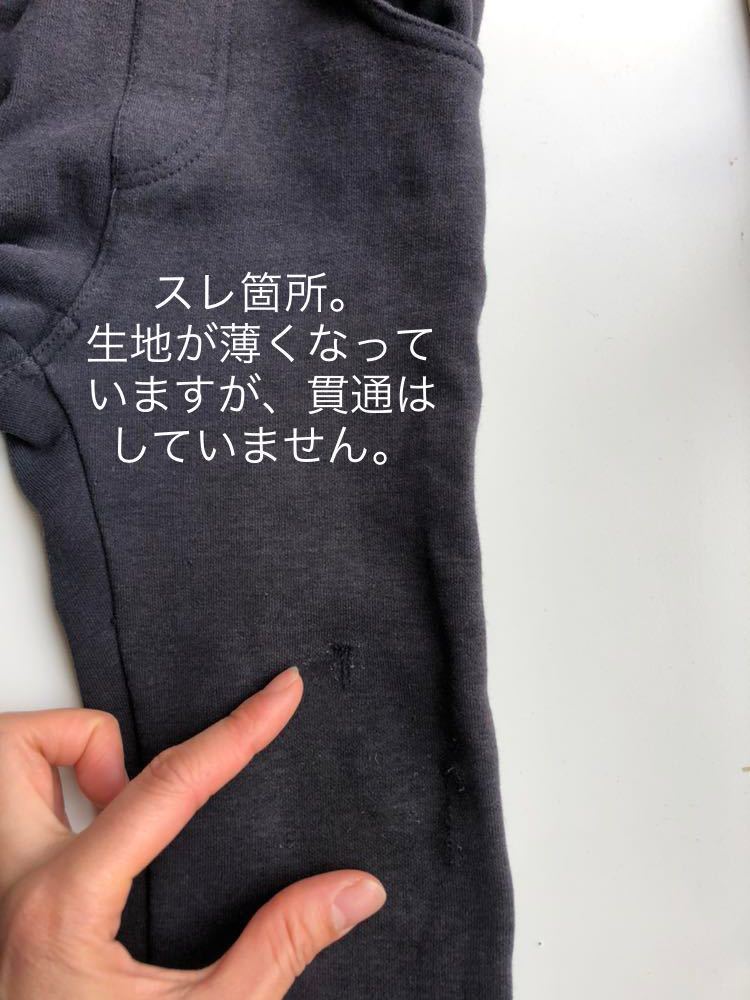 スレ箇所。
生地が薄くなって
いますが、貫通は
していません。